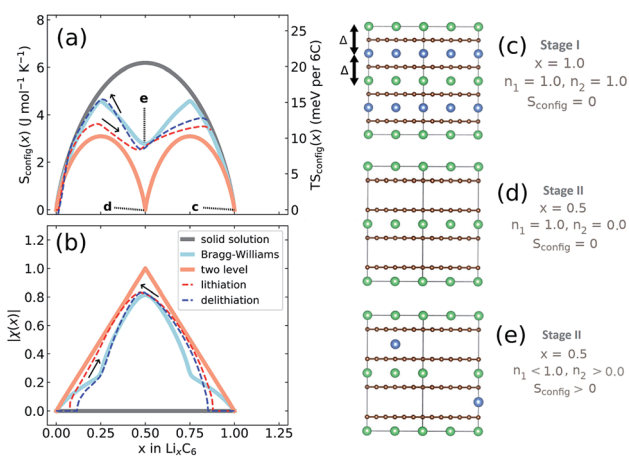 (a)
S_config(x) (J mol⁻¹ K⁻¹)
8
6
4
2
0
TS_config(x) (meV per 6C)
25
20
15
10
5
0
e
d
c
(b)
|χ(x)|
1.2
1.0
0.8
0.6
0.4
0.2
0.0
solid solution
Bragg-Williams
two level
lithiation
delithiation
0.00 0.25 0.50 0.75 1.00 1.25
x in LiₓC₆
Δ
Δ
(c)
Stage I
x = 1.0
n₁ = 1.0, n₂ = 1.0
S_config = 0
(d)
Stage II
x = 0.5
n₁ = 1.0, n₂ = 0.0
S_config = 0
(e)
Stage II
x = 0.5
n₁ < 1.0, n₂ > 0.0
S_config > 0